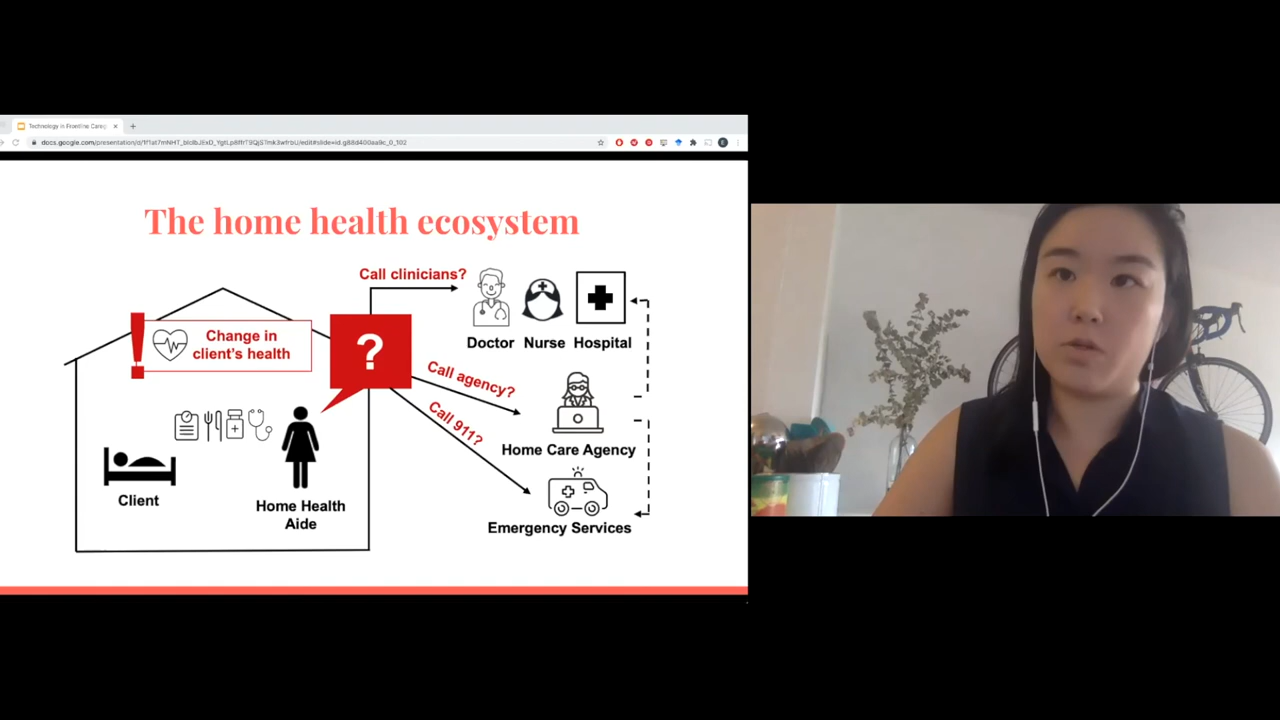 Technology in Frontline Careg
The home health ecosystem
Call clinicians?
Change in
client's health
?
Doctor
Nurse
Hospital
Call agency?
Call 911?
Home Care Agency
Client
Home Health
Aide
Emergency Services